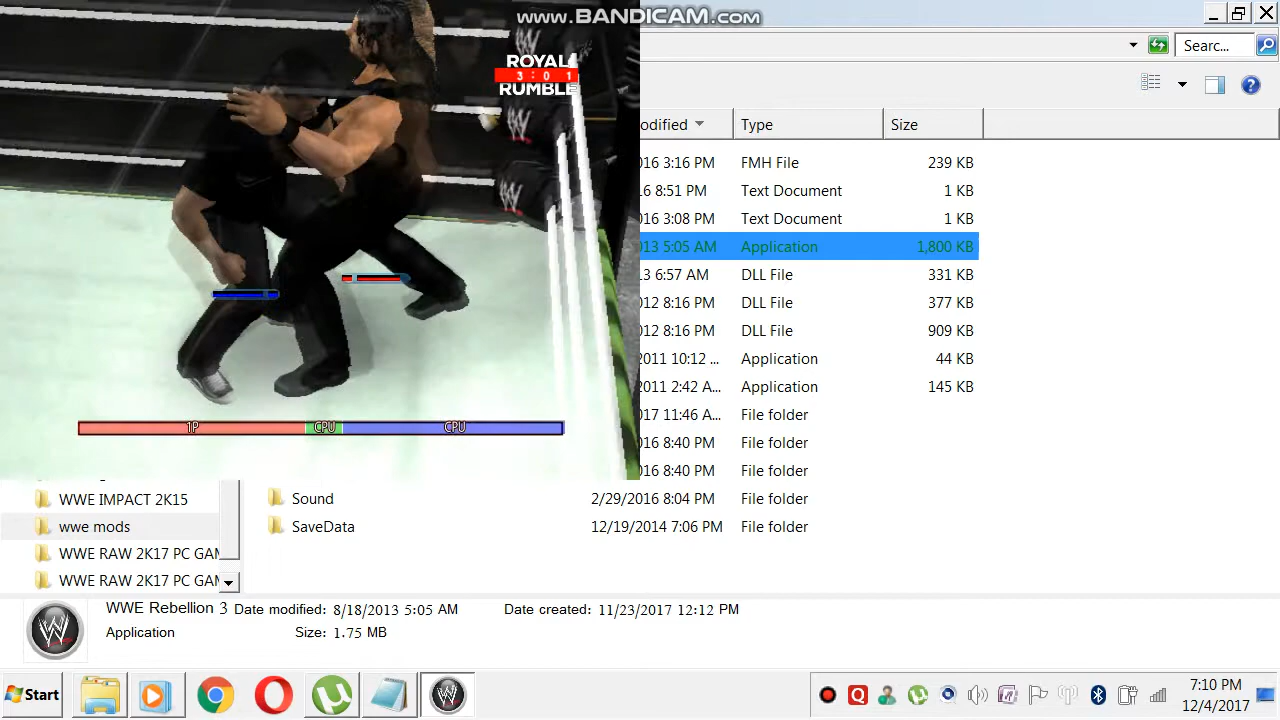 www.BANDICAM.com
Searc...
ROYAL
3:01
RUMBLE
odified Type Size
016 3:16 PM FMH File 239 KB
16 8:51 PM Text Document 1 KB
016 3:08 PM Text Document 1 KB
013 5:05 AM Application 1,800 KB
13 6:57 AM DLL File 331 KB
012 8:16 PM DLL File 377 KB
012 8:16 PM DLL File 909 KB
2011 10:12 ... Application 44 KB
2011 2:42 A... Application 145 KB
017 11:46 A... File folder
1P CPU CPU
016 8:40 PM File folder
016 8:40 PM File folder
WWE IMPACT 2K15
Sound 2/29/2016 8:04 PM File folder
wwe mods
SaveData 12/19/2014 7:06 PM File folder
WWE RAW 2K17 PC GAM
WWE RAW 2K17 PC GAM
WWE Rebellion 3 Date modified: 8/18/2013 5:05 AM Date created: 11/23/2017 12:12 PM
Application Size: 1.75 MB
Start
7:10 PM
12/4/2017